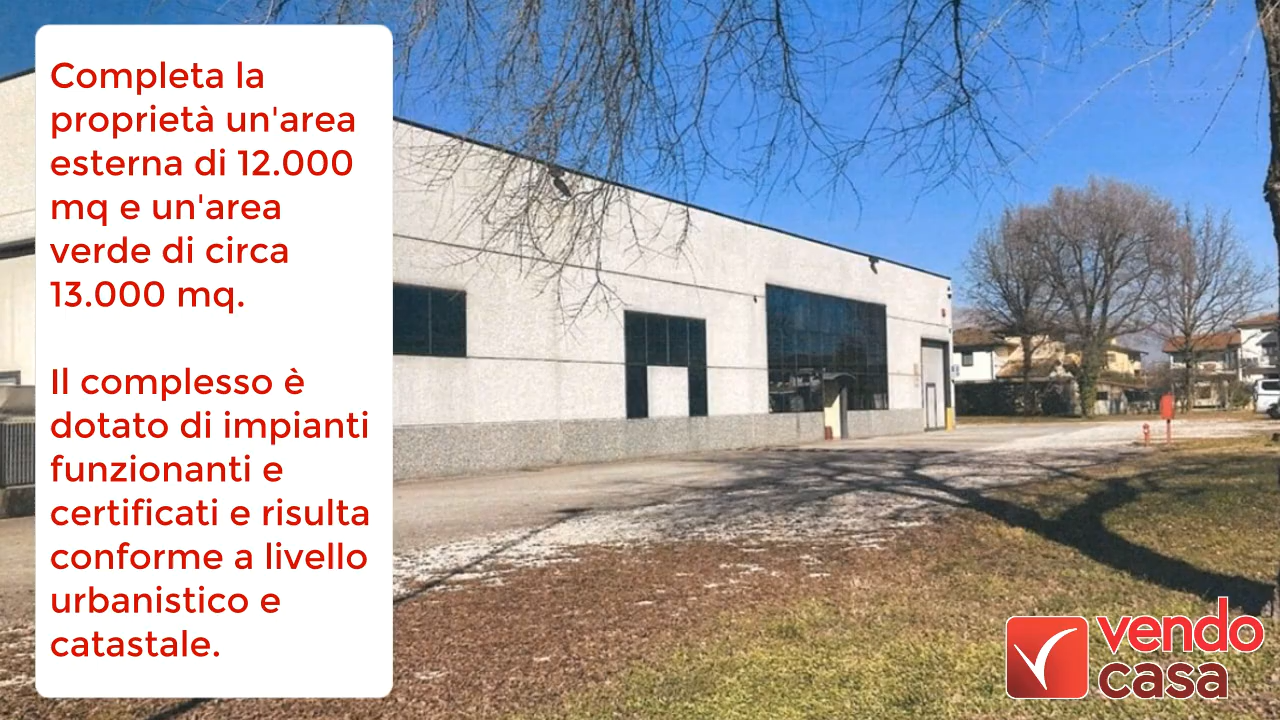 Completa la
proprietà un'area
esterna di 12.000
mq e un'area
verde di circa
13.000 mq.
Il complesso è
dotato di impianti
funzionanti e
certificati e risulta
conforme a livello
urbanistico e
catastale.
vendo
casa